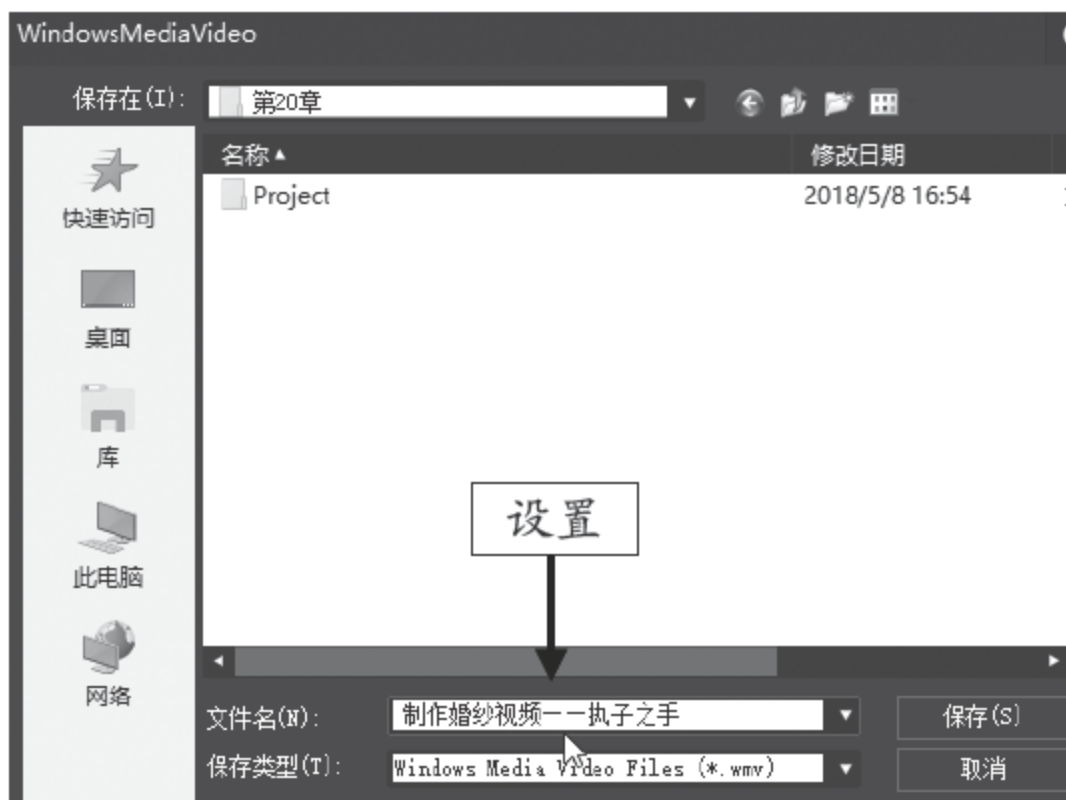 WindowsMediaVideo
保存在(I): 第20章
名称 修改日期
Project 2018/5/8 16:54
快速访问
桌面
库
此电脑
网络
设置
文件名(N): 制作婚纱视频——执子之手 保存(S)
保存类型(T): Windows Media Video Files (*.wmv) 取消